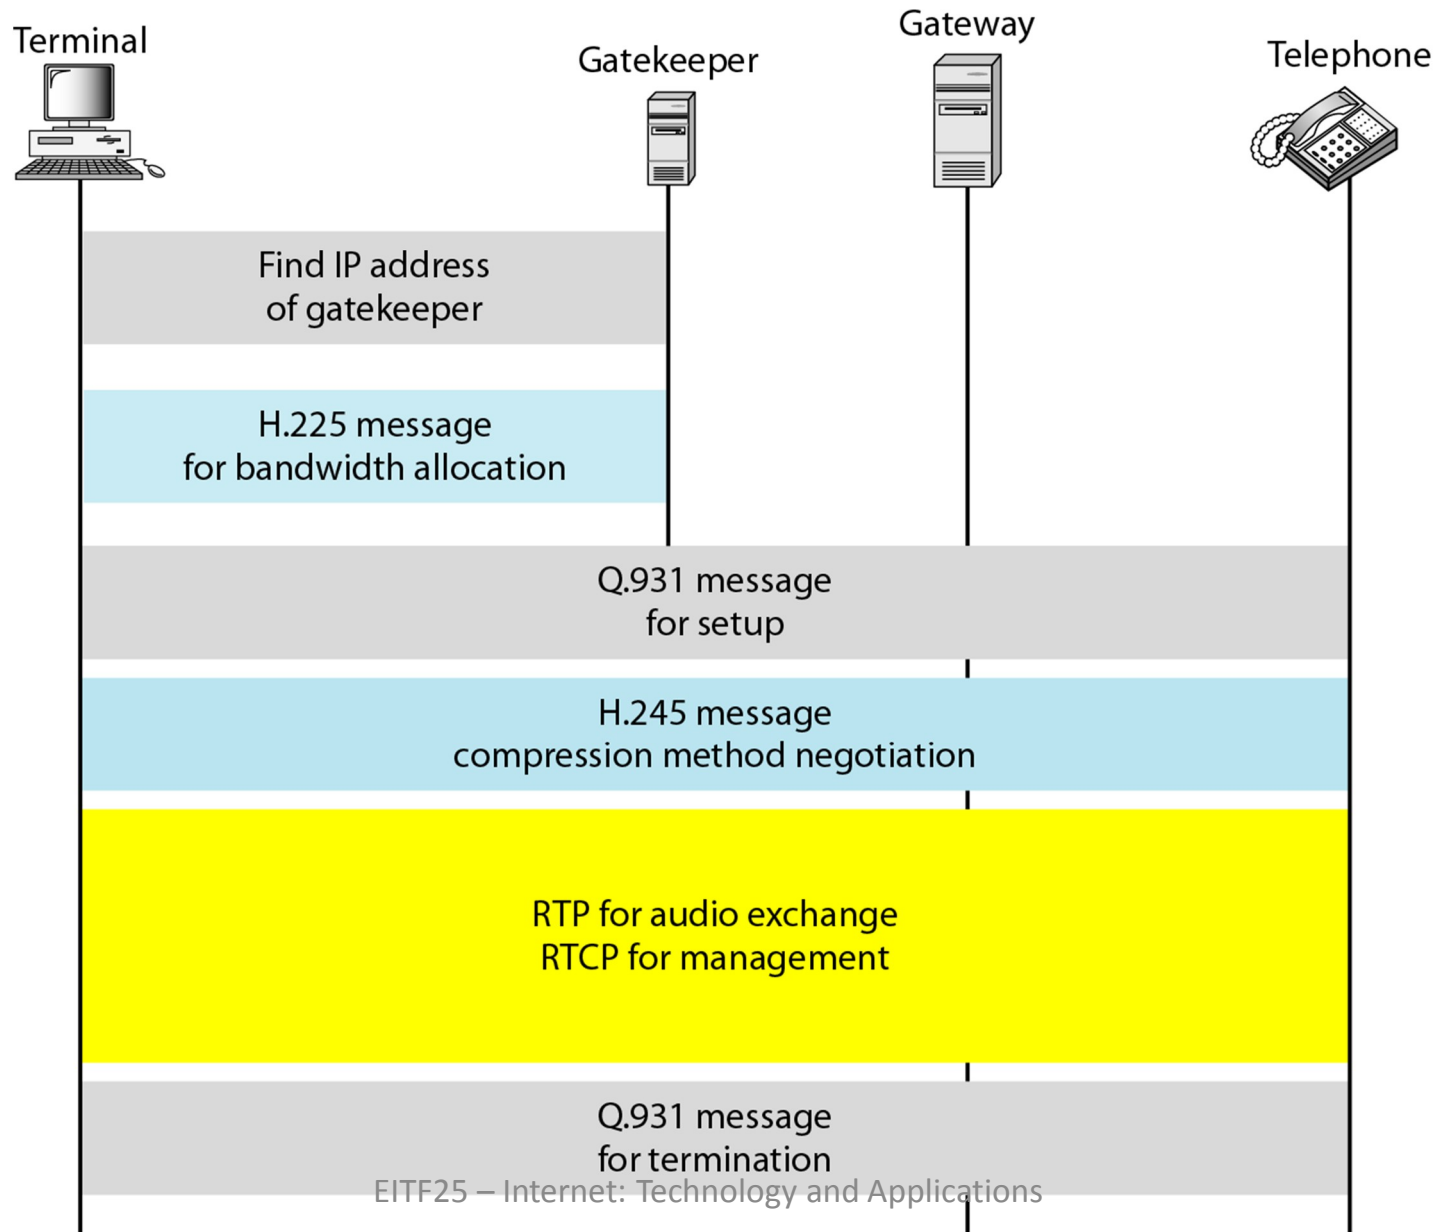 Terminal
Gatekeeper
Gateway
Telephone
Find IP address
of gatekeeper
H.225 message
for bandwidth allocation
Q.931 message
for setup
H.245 message
compression method negotiation
RTP for audio exchange
RTCP for management
Q.931 message
for termination
EITF25 – Internet: Technology and Applications